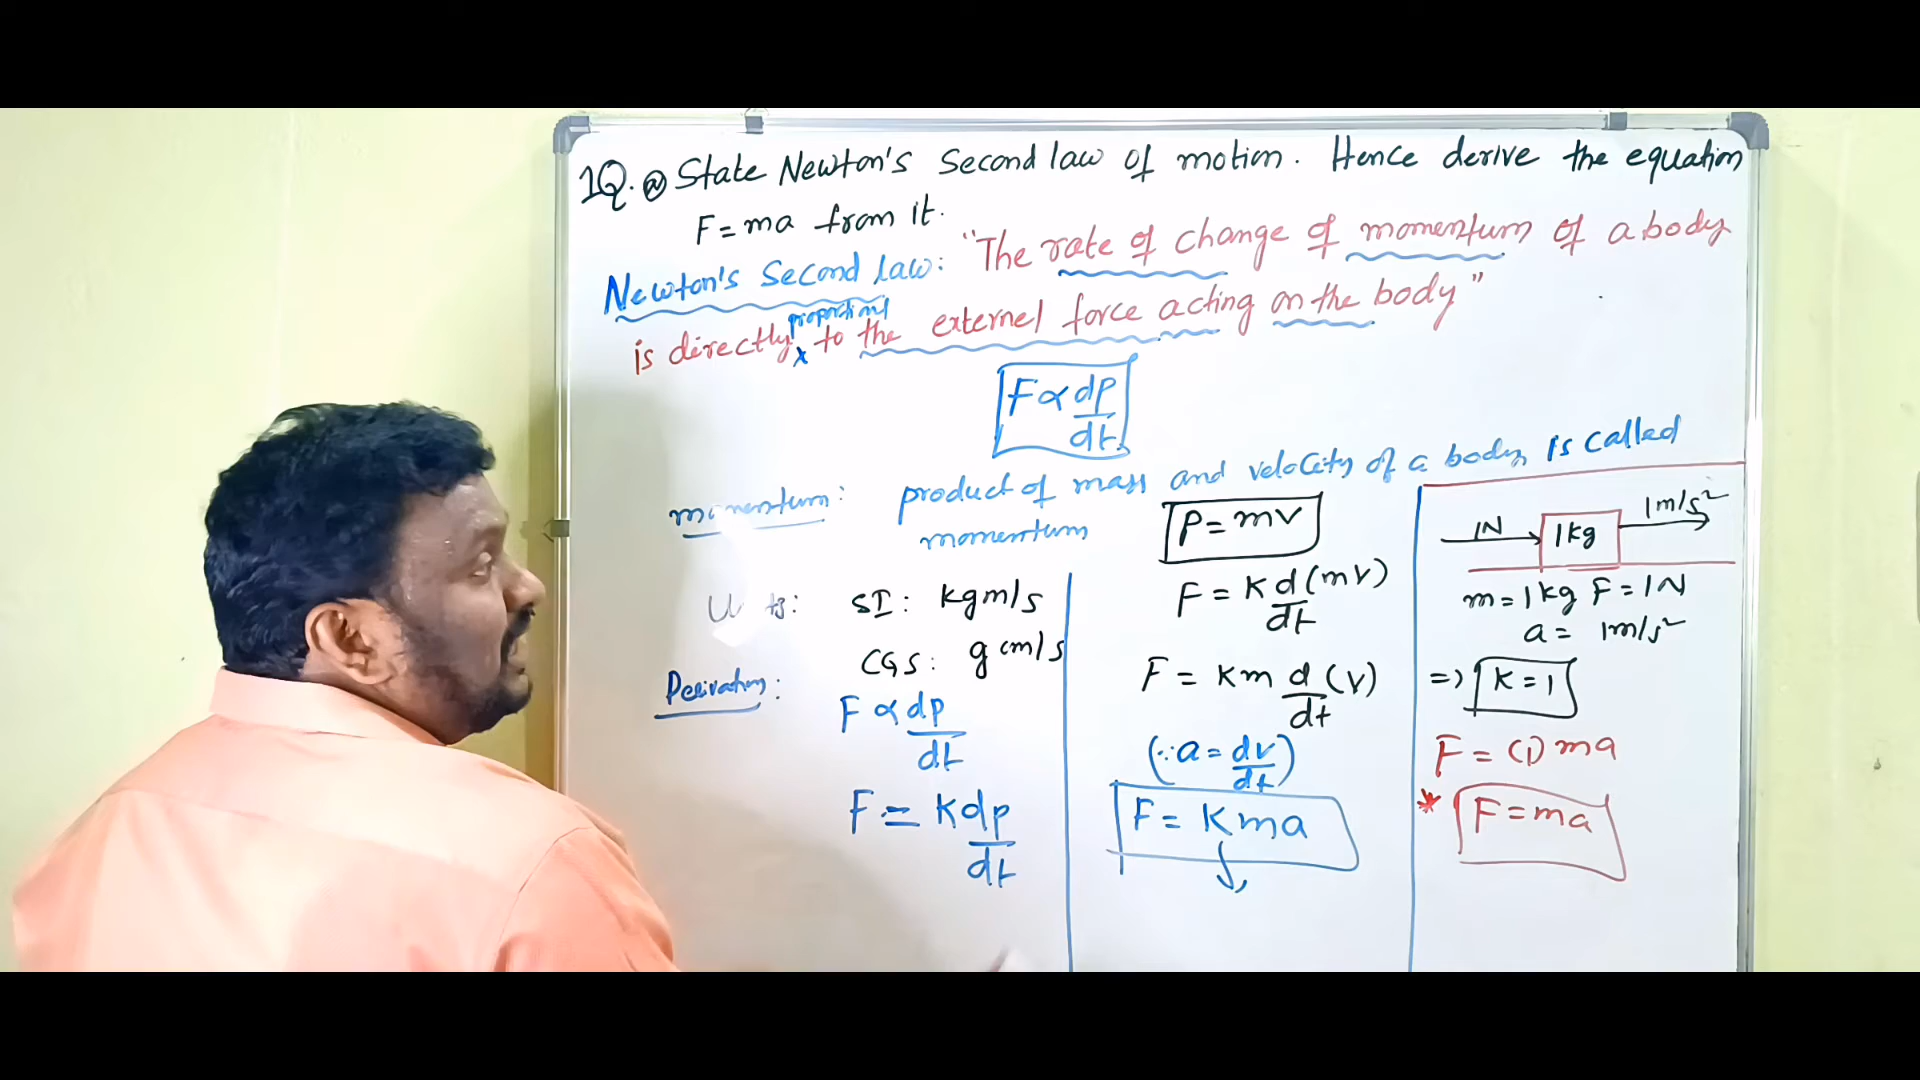 1Q. a State Newton's Second law of motion. Hence derive the equation
F = ma from it.
Newton's Second law: "The rate of change of momentum of a body
is directly proportional to the external force acting on the body"
F ∝ dp/dt
momentum: product of mass and velocity of a body is called
momentum
P = mv
Units: SI: kgm/s
CGS: g cm/s
Derivation:
F ∝ dp/dt
F = K dp/dt
F = K d/dt (mv)
F = Km d/dt (v)
(∵ a = dv/dt)
F = Kma
1N 1kg 1m/s²
m = 1kg F = 1N
a = 1m/s²
=> K = 1
F = (1) ma
* F = ma